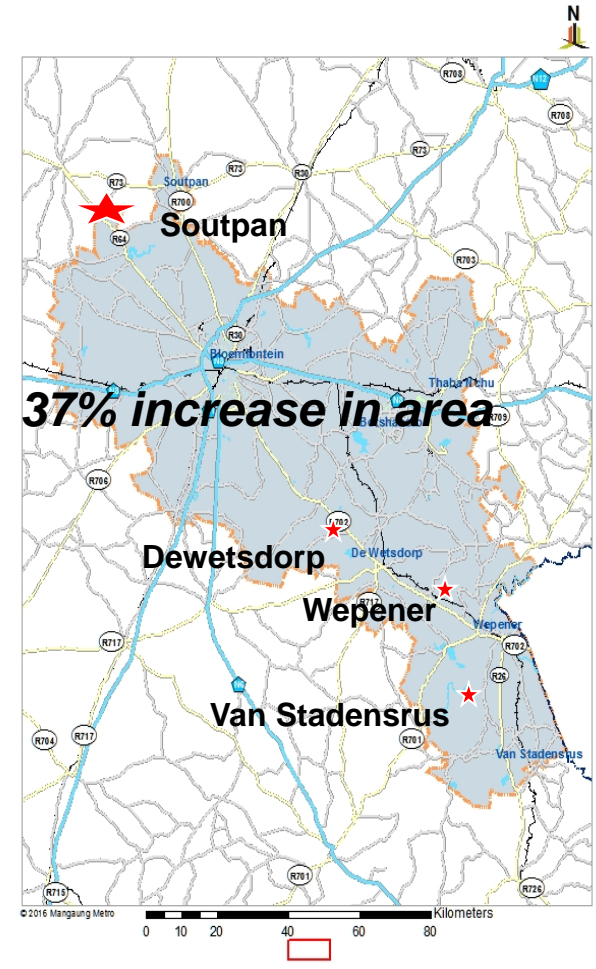 N
R708
N12
R708
R73
R30
R73
R73
Soutpan
R700
Soutpan
R64
R703
R30
Bloemfontein
Thaba Nchu
N8
37% increase in area
R709
R706
R702
De Wetsdorp
Dewetsdorp
R717
Wepener
Wepener
R717
R702
R26
Van Stadensrus
R704
R717
R701
Van Stadensrus
R701
R715
R726
© 2016 Mangaung Metro
Kilometers
0 10 20 40 60 80